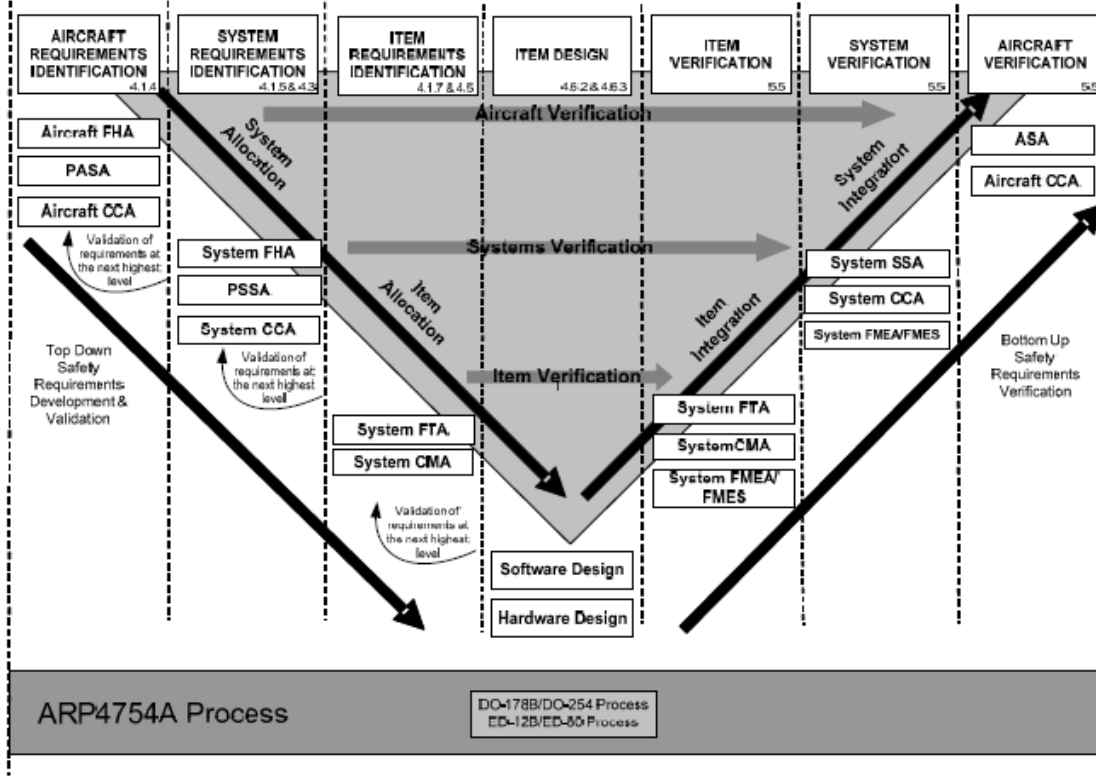 AIRCRAFT
REQUIREMENTS
IDENTIFICATION
4.1.4
SYSTEM
REQUIREMENTS
IDENTIFICATION
4.1.5 & 4.3
ITEM
REQUIREMENTS
IDENTIFICATION
4.1.7 & 4.5
ITEM DESIGN
4.6.2 & 4.6.3
ITEM
VERIFICATION
5.5
SYSTEM
VERIFICATION
5.5
AIRCRAFT
VERIFICATION
5.5
Aircraft FHA
PASA
Aircraft CCA
Validation of
requirements at
the next highest
level
Top Down
Safety
Requirements
Development &
Validation
System FHA
PSSA
System CCA
Validation of
requirements at
the next highest
level
System FTA
System CMA
Validation of
requirements at
the next highest
level
System
Allocation
Item
Allocation
Aircraft Verification
Systems Verification
Item Verification
Software Design
Hardware Design
Item
Integration
System
Integration
System FTA
SystemCMA
System FMEA/
FMES
System SSA
System CCA
System FMEA/FMES
ASA
Aircraft CCA
Bottom Up
Safety
Requirements
Verification
ARP4754A Process
DO-178B/DO-254 Process
ED-12B/ED-80 Process